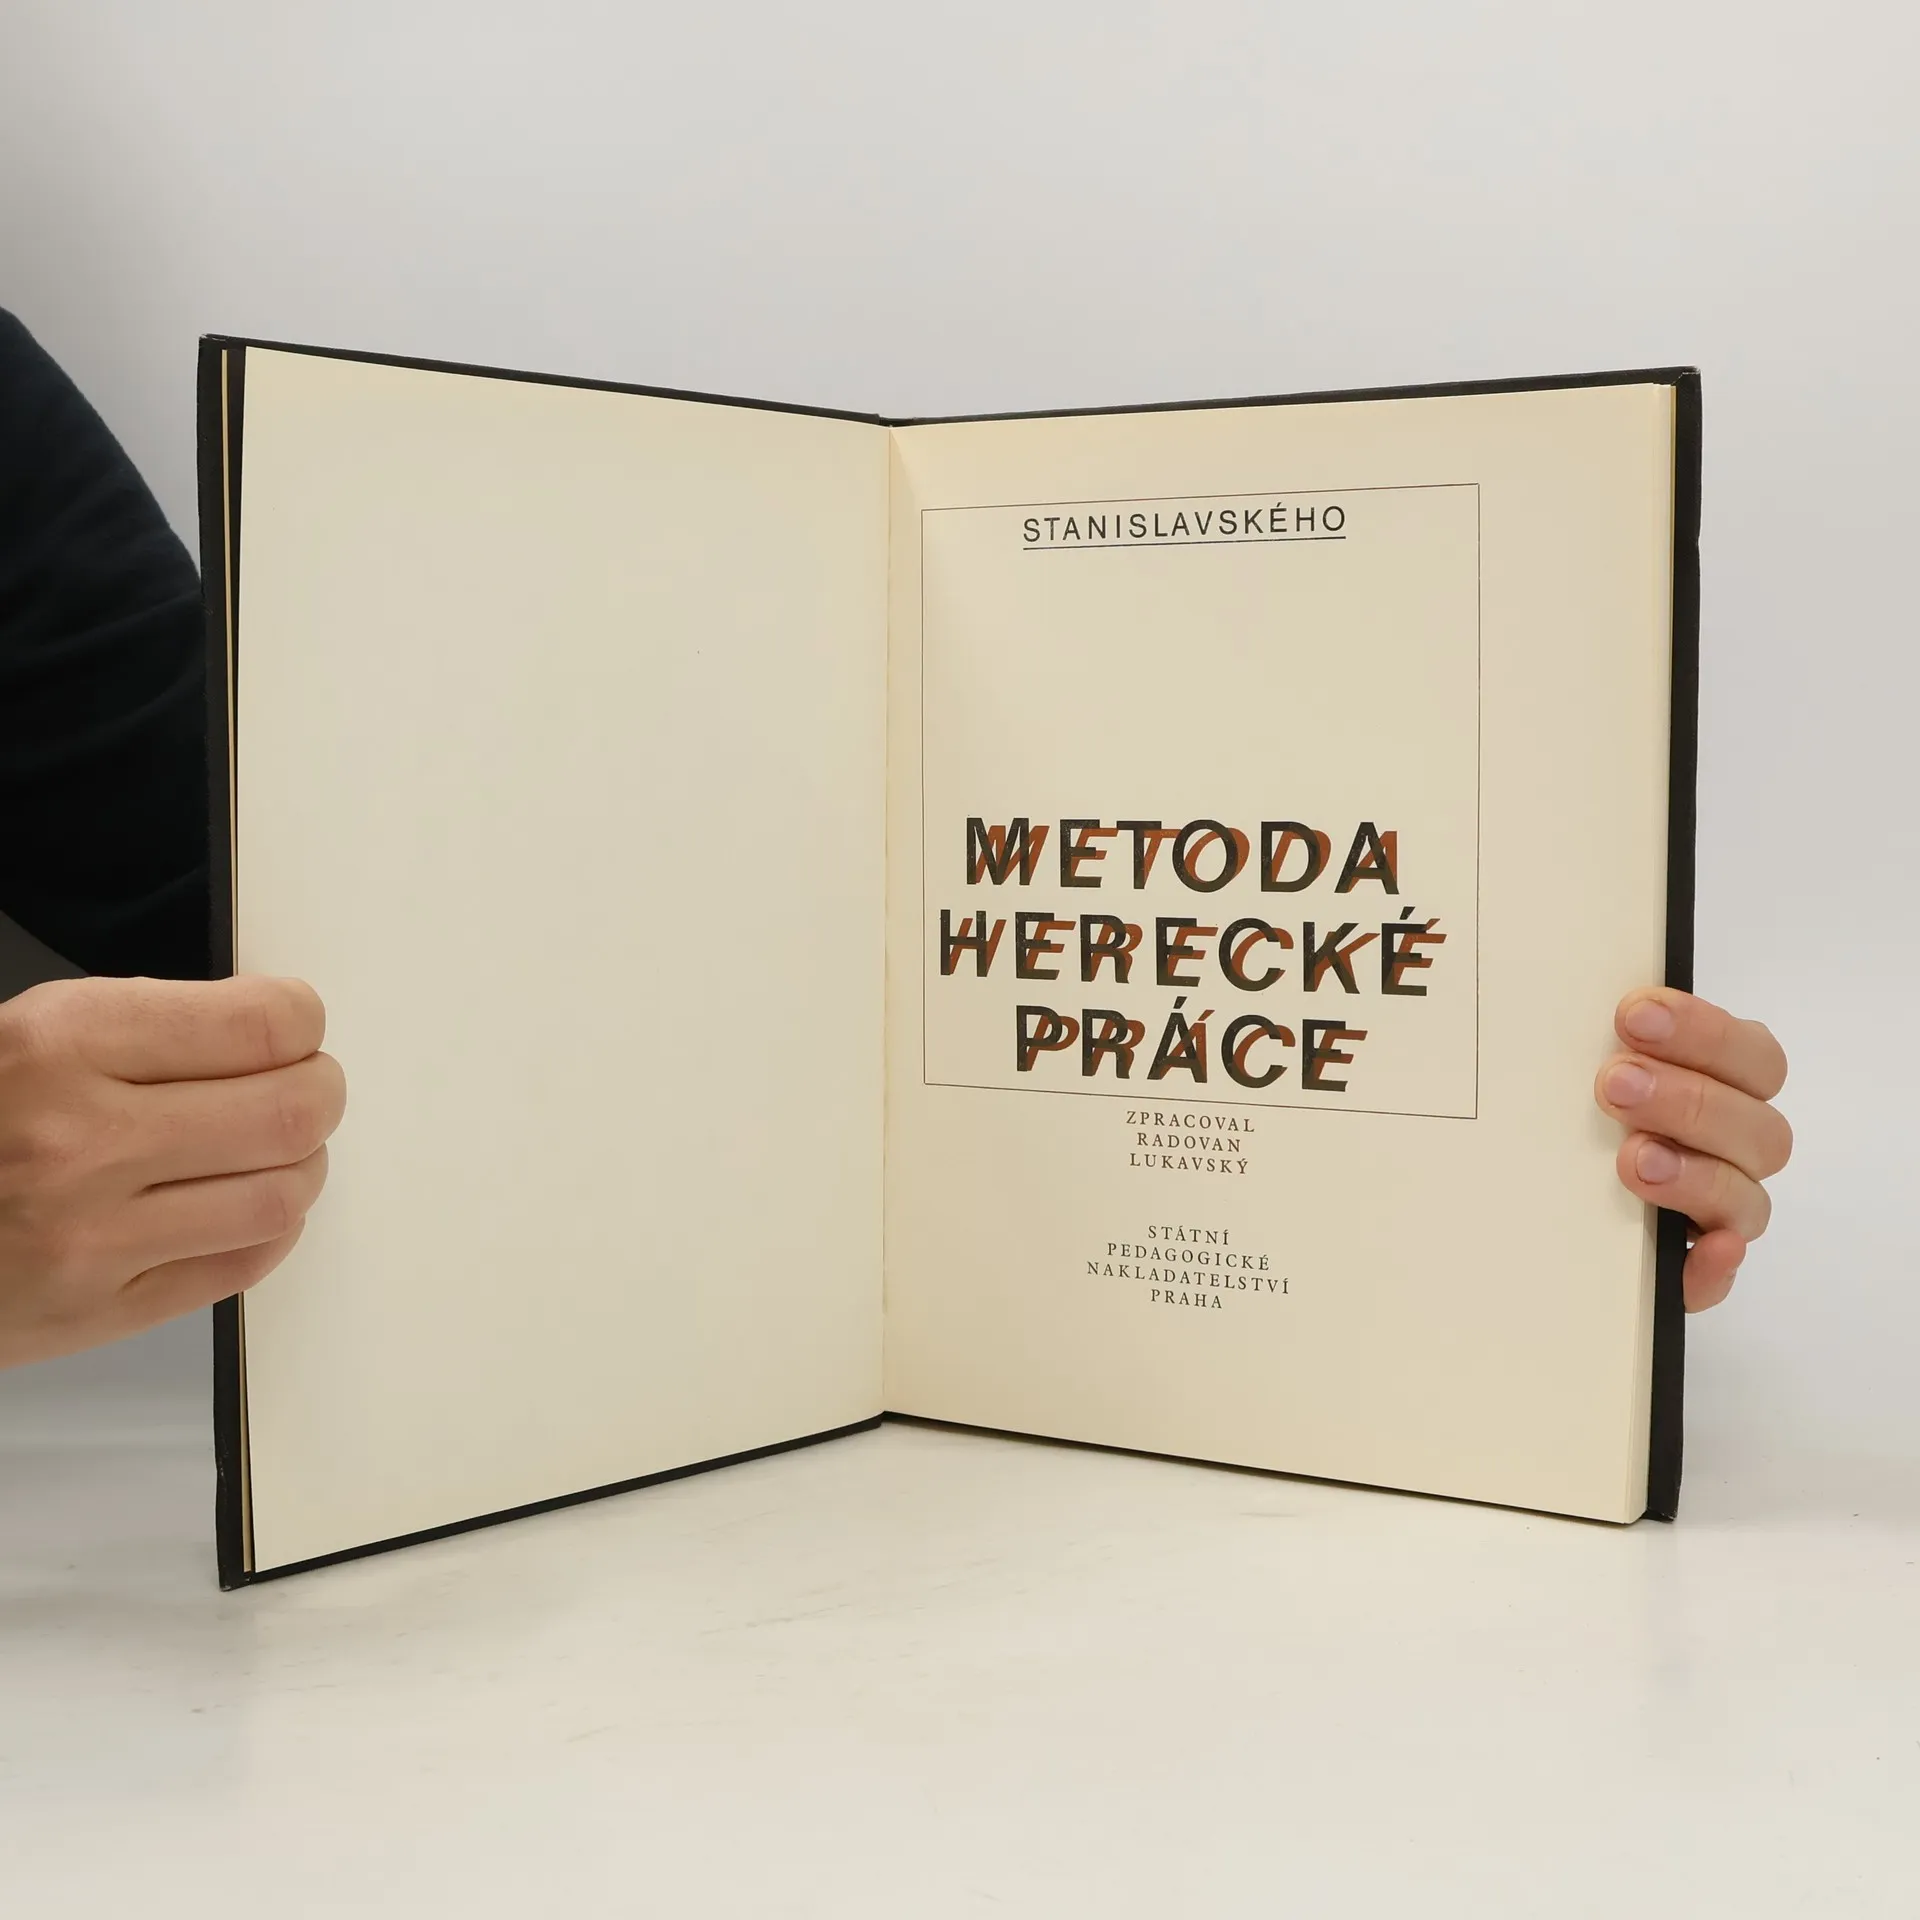 STANISLAVSKÉHO
METODA
HERECKÉ
PRÁCE
ZPRACOVAL
RADOVAN
LUKAVSKÝ
STÁTNÍ
PEDAGOGICKÉ
NAKLADATELSTVÍ
PRAHA